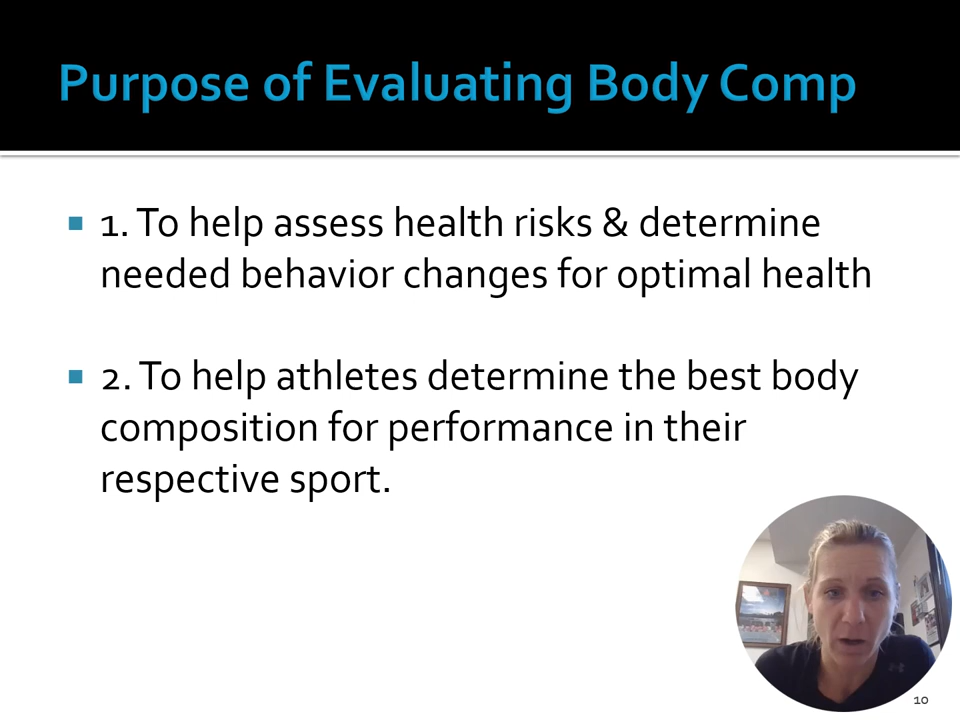 Purpose of Evaluating Body Comp
1. To help assess health risks & determine
needed behavior changes for optimal health
2. To help athletes determine the best body
composition for performance in their
respective sport.
10